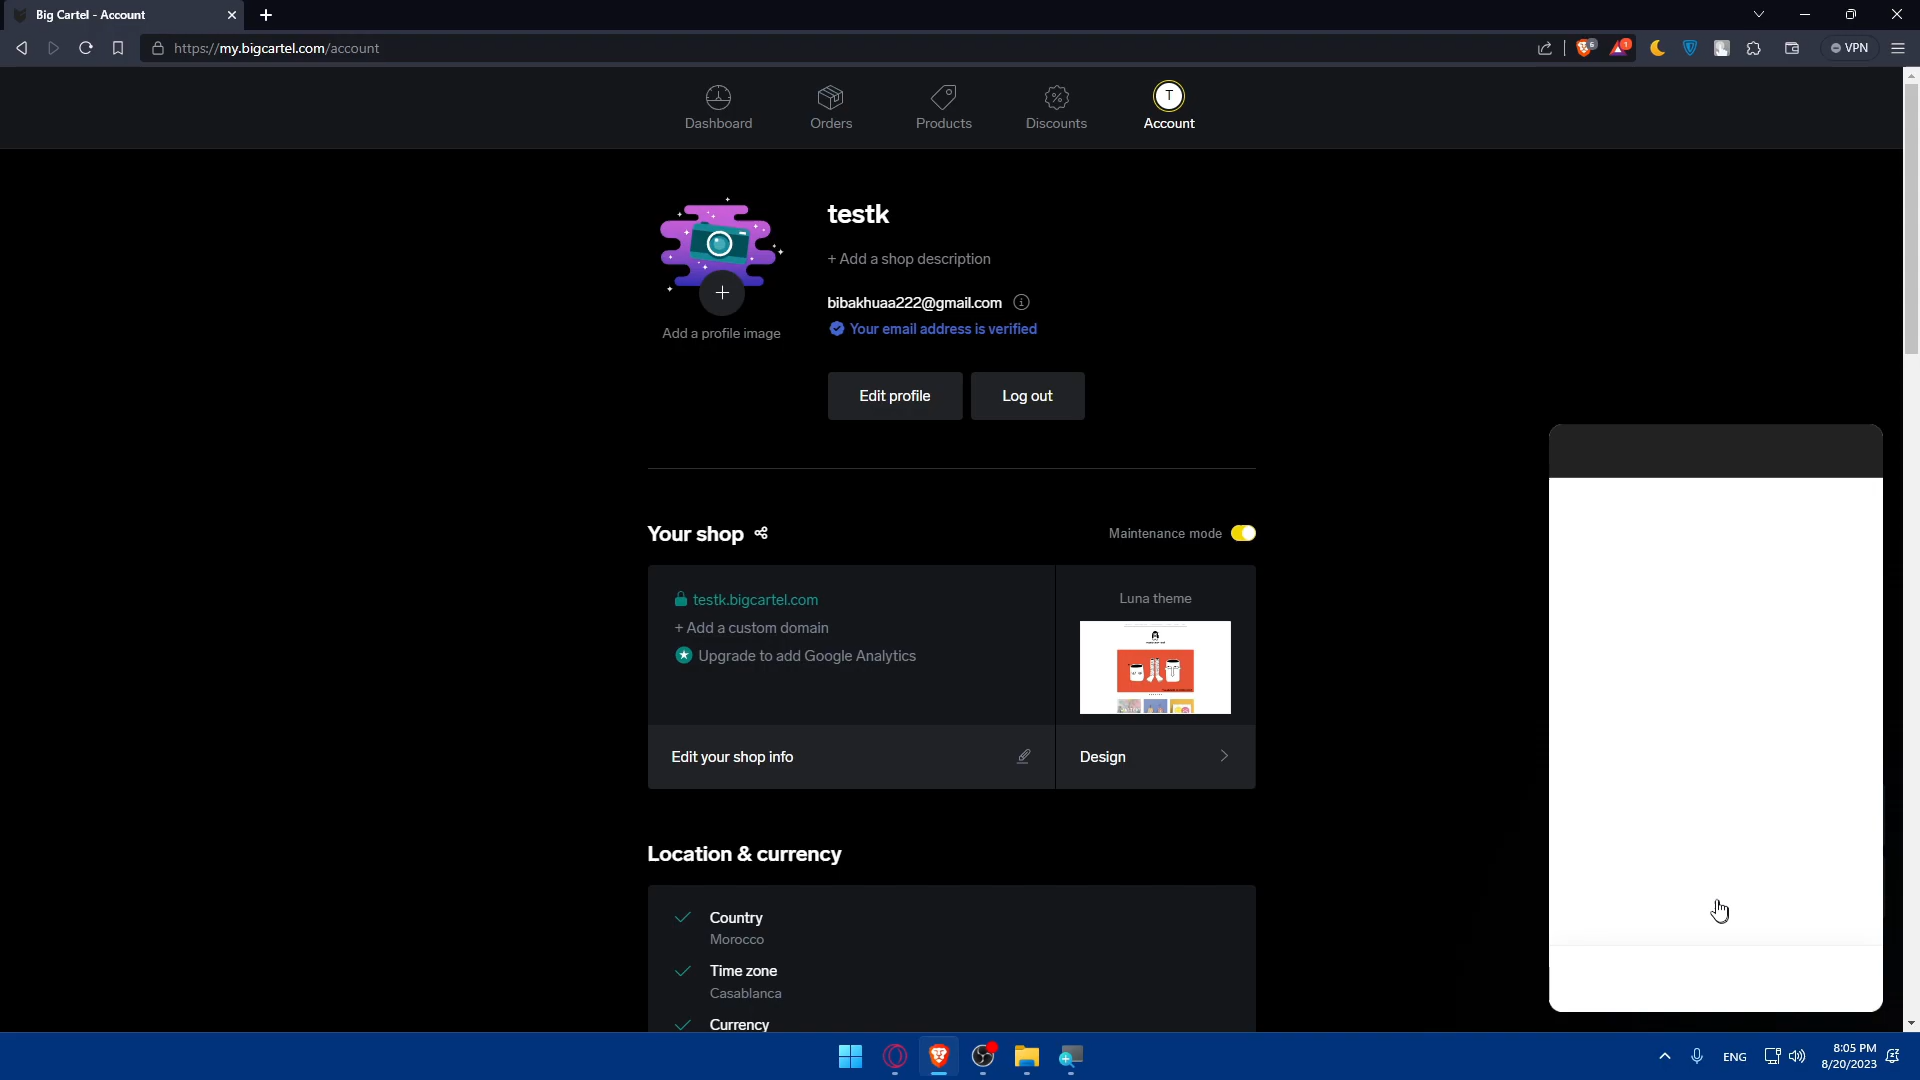 Big Cartel - Account
https://my.bigcartel.com/account
VPN
Dashboard
Orders
Products
Discounts
T
Account
testk
+ Add a shop description
bibakhuaa222@gmail.com
Your email address is verified
Add a profile image
Edit profile
Log out
Your shop
Maintenance mode
testk.bigcartel.com
+ Add a custom domain
Upgrade to add Google Analytics
Luna theme
Edit your shop info
Design
Location & currency
Country
Morocco
Time zone
Casablanca
Currency
ENG
8:05 PM
8/20/2023